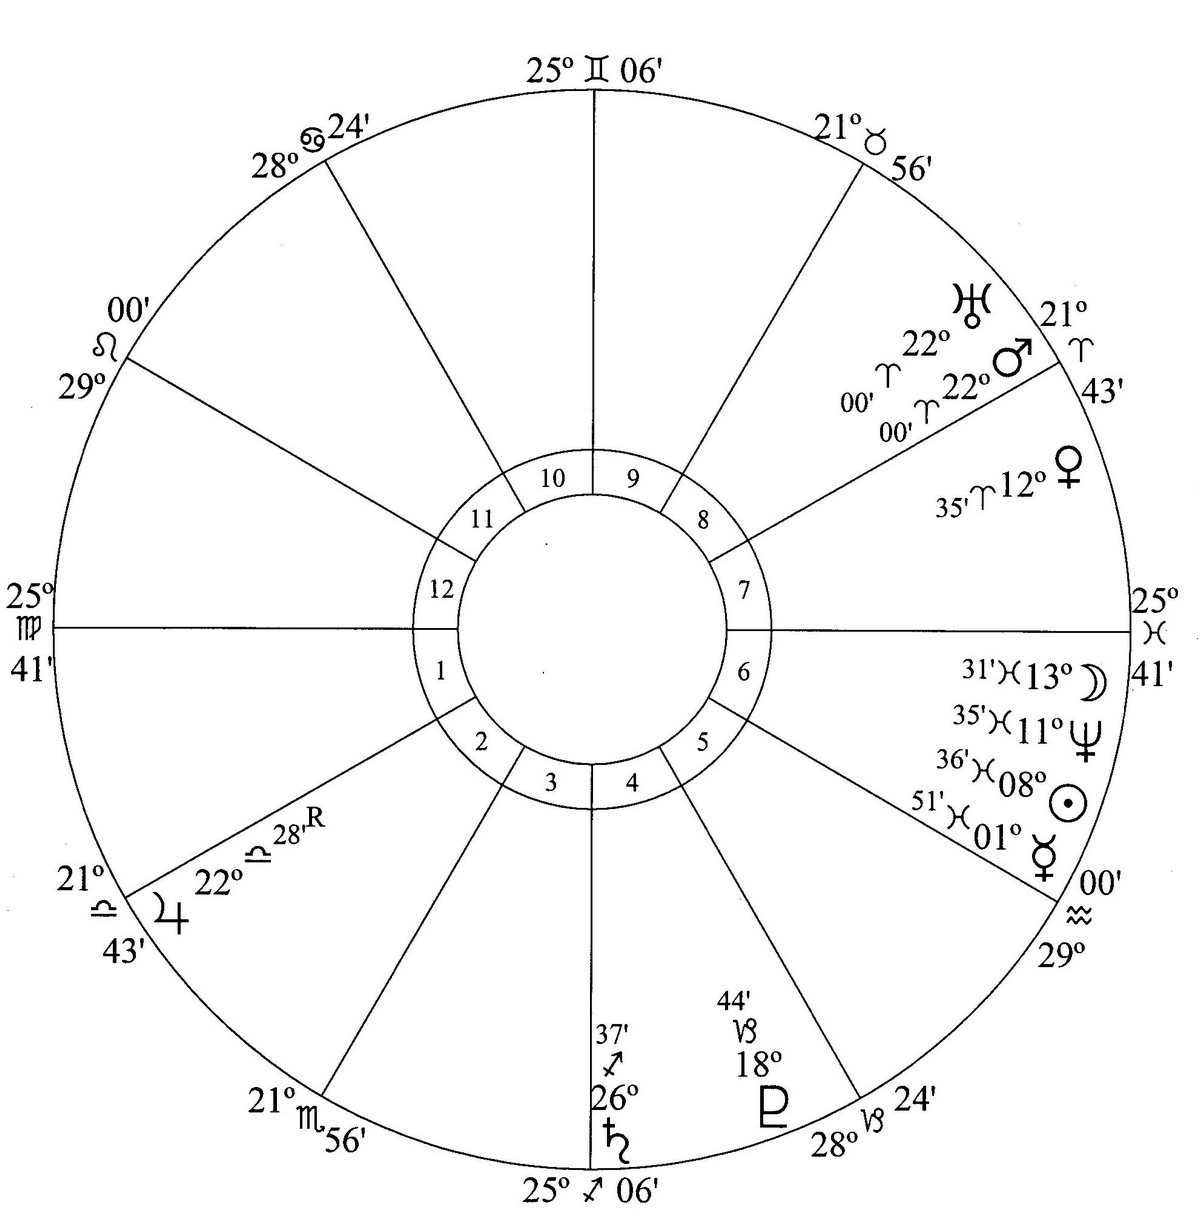 25º ♊ 06'
28º ♋ 24'
21º ♉ 56'
00'
♌
29º
21º
♈
43'
♅
22º
♈
00'
♂
22º
♈
00'
♀
12º
♈
35'
10 9
11 8
12 7
1 6
2 5
3 4
25º
♍
41'
25º
♓
41'
31' ♓ 13º ☽
35' ♓ 11º ♆
36' ♓ 08º ☉
51' ♓ 01º ☿
♃ 22º ♎ 28' R
21º
♎
43'
00'
♒
29º
37'
♐
26º
♄
44'
♑
18º
♇
21º ♏ 56'
28º ♑ 24'
25º ♐ 06'